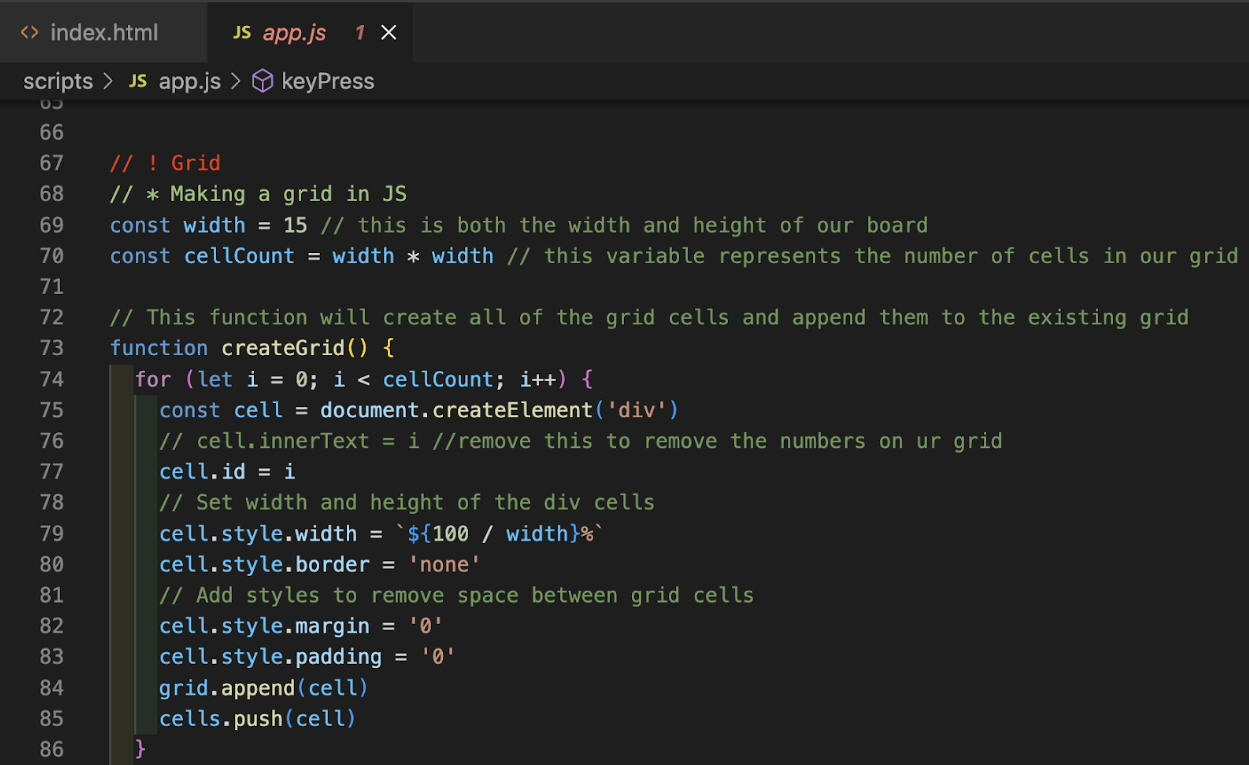 <> index.html JS app.js 1 ×
scripts > JS app.js > keyPress
65
66
67 // ! Grid
68 // * Making a grid in JS
69 const width = 15 // this is both the width and height of our board
70 const cellCount = width * width // this variable represents the number of cells in our grid
71
72 // This function will create all of the grid cells and append them to the existing grid
73 function createGrid() {
74 for (let i = 0; i < cellCount; i++) {
75 const cell = document.createElement('div')
76 // cell.innerText = i //remove this to remove the numbers on ur grid
77 cell.id = i
78 // Set width and height of the div cells
79 cell.style.width = `${100 / width}%`
80 cell.style.border = 'none'
81 // Add styles to remove space between grid cells
82 cell.style.margin = '0'
83 cell.style.padding = '0'
84 grid.append(cell)
85 cells.push(cell)
86 }